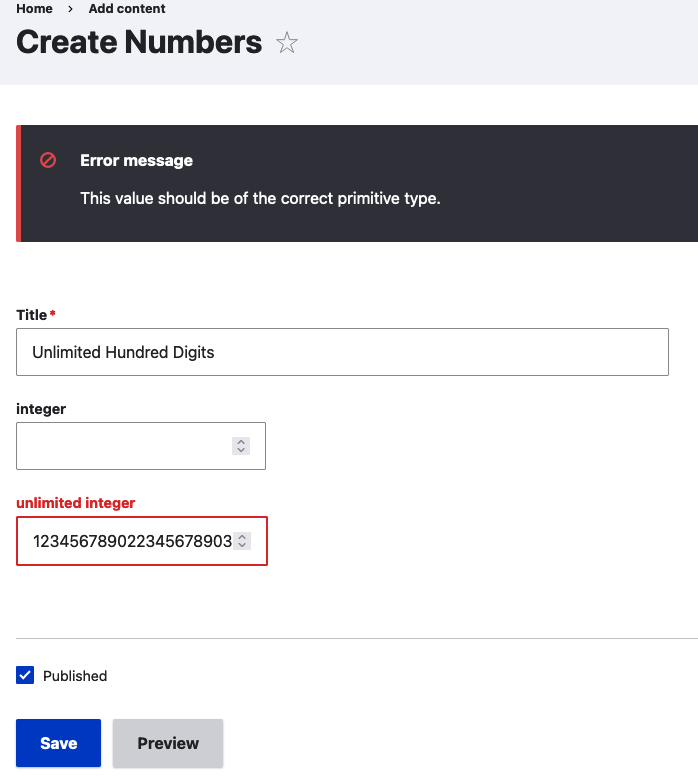 Home > Add content
Create Numbers
Error message
This value should be of the correct primitive type.
Title*
Unlimited Hundred Digits
integer
unlimited integer
123456789022345678903
Published
Save Preview